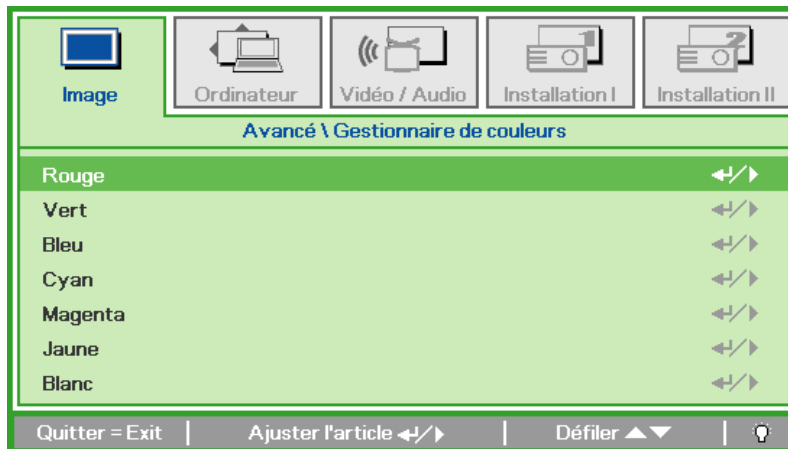 Image Ordinateur Vidéo / Audio Installation I Installation II
Avancé \ Gestionnaire de couleurs
Rouge
Vert
Bleu
Cyan
Magenta
Jaune
Blanc
Quitter = Exit Ajuster l'article Défiler